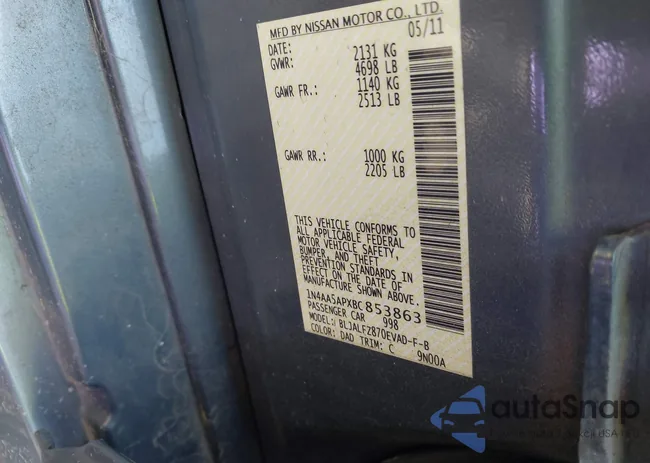 MFD BY NISSAN MOTOR CO., LTD.
DATE: 05/11
GVWR: 2131 KG
4698 LB
GAWR FR.: 1140 KG
2513 LB
GAWR RR.: 1000 KG
2205 LB
THIS VEHICLE CONFORMS TO
ALL APPLICABLE FEDERAL
MOTOR VEHICLE SAFETY,
BUMPER, AND THEFT
PREVENTION STANDARDS IN
EFFECT ON THE DATE OF
MANUFACTURE SHOWN ABOVE.
1N4AA5APXBC853863
PASSENGER CAR 998
MODEL: BLJALFZ870EVAD-F-B
COLOR: DAD TRIM: C 9N00A
autoSnap